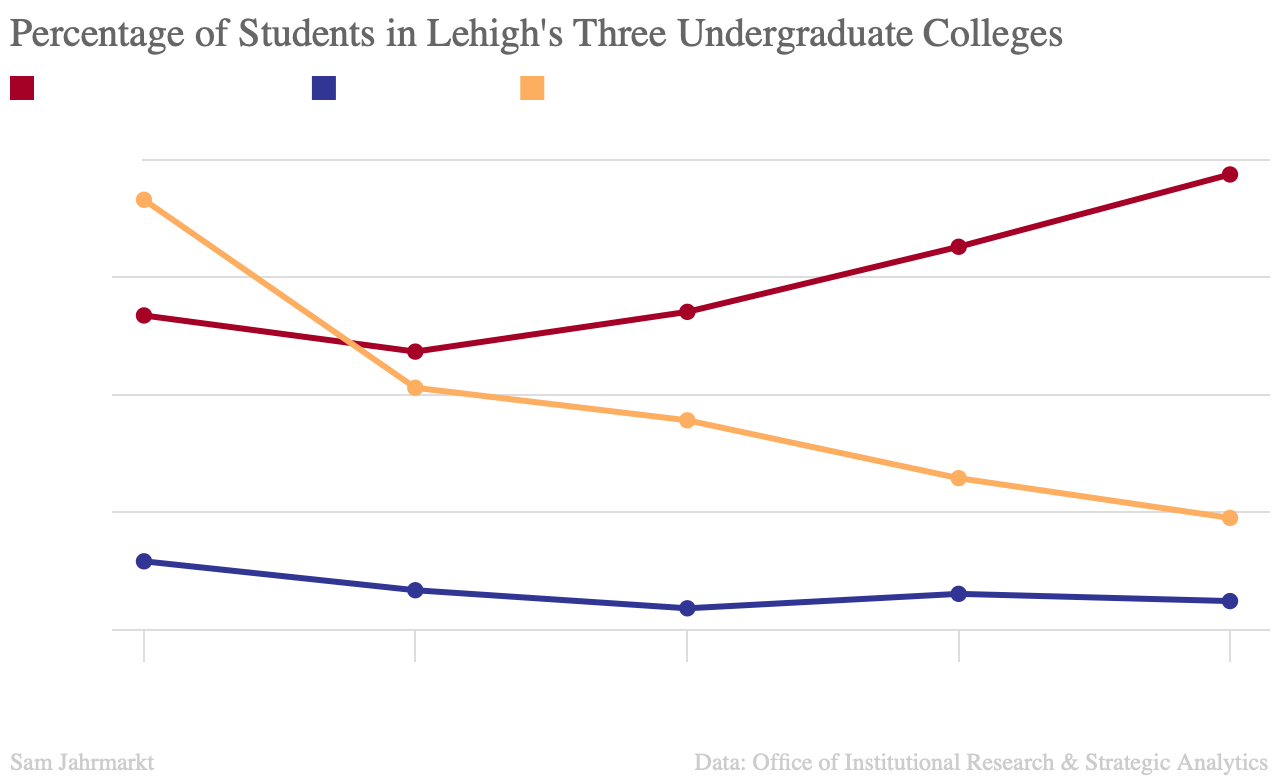 Percentage of Students in Lehigh's Three Undergraduate Colleges
Sam Jahrmarkt
Data: Office of Institutional Research & Strategic Analytics